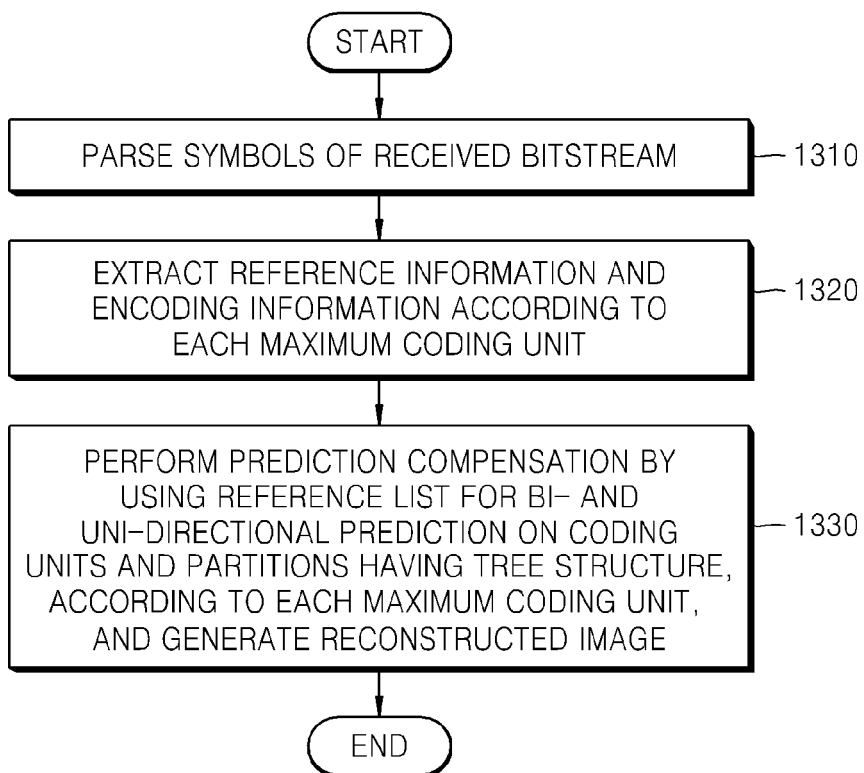 START
PARSE SYMBOLS OF RECEIVED BITSTREAM
1310
EXTRACT REFERENCE INFORMATION AND
ENCODING INFORMATION ACCORDING TO
EACH MAXIMUM CODING UNIT
1320
PERFORM PREDICTION COMPENSATION BY
USING REFERENCE LIST FOR BI- AND
UNI-DIRECTIONAL PREDICTION ON CODING
UNITS AND PARTITIONS HAVING TREE STRUCTURE,
ACCORDING TO EACH MAXIMUM CODING UNIT,
AND GENERATE RECONSTRUCTED IMAGE
1330
END